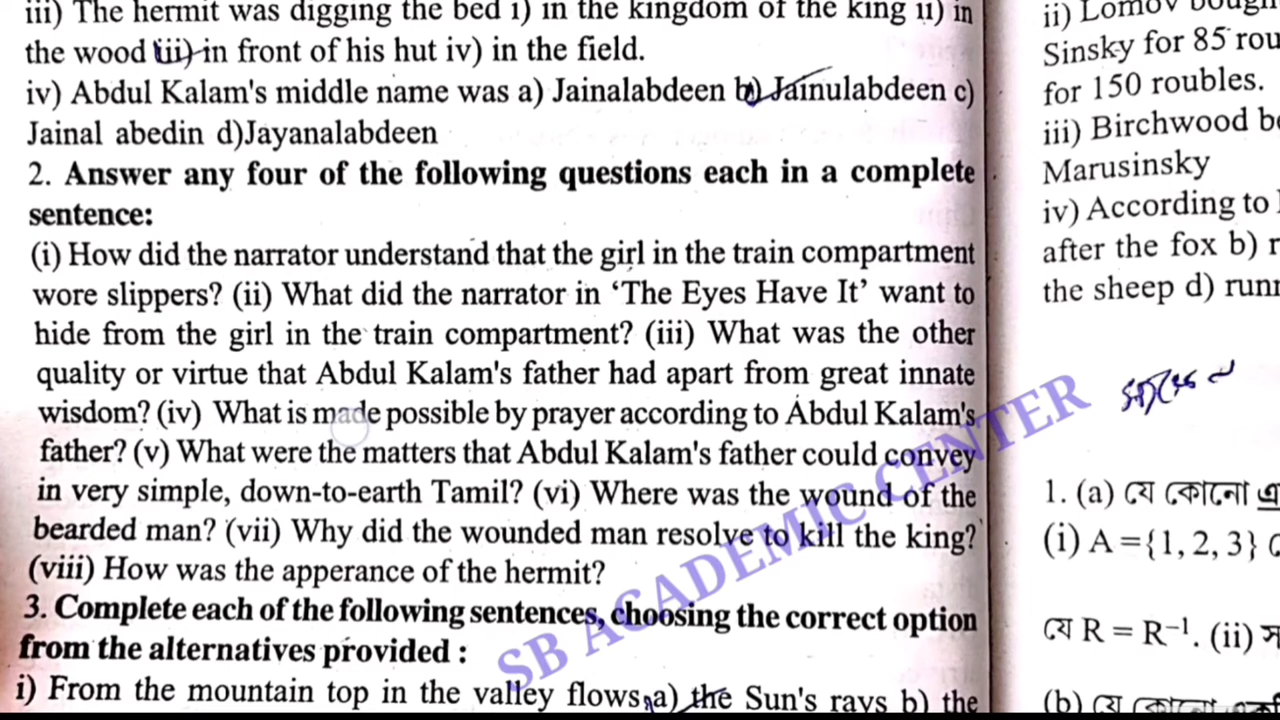 iii) The hermit was digging the bed i) in the kingdom of the king ii) in
the wood iii) in front of his hut iv) in the field.
iv) Abdul Kalam's middle name was a) Jainalabdeen b) Jainulabdeen c)
Jainal abedin d)Jayanalabdeen
2. Answer any four of the following questions each in a complete
sentence:
(i) How did the narrator understand that the girl in the train compartment
wore slippers? (ii) What did the narrator in ‘The Eyes Have It’ want to
hide from the girl in the train compartment? (iii) What was the other
quality or virtue that Abdul Kalam's father had apart from great innate
wisdom? (iv) What is made possible by prayer according to Abdul Kalam's
father? (v) What were the matters that Abdul Kalam's father could convey
in very simple, down-to-earth Tamil? (vi) Where was the wound of the
bearded man? (vii) Why did the wounded man resolve to kill the king?
(viii) How was the apperance of the hermit?
3. Complete each of the following sentences, choosing the correct option
from the alternatives provided :
i) From the mountain top in the valley flows a) the Sun's rays b) the
SB ACADEMIC CENTER
ii) Lomov
Sinsky for 85 rou
for 150 roubles.
iii) Birchwood b
Marusinsky
iv) According to
after the fox b) r
the sheep d) runn
1. (a) যে কোনো এ
(i) A = {1, 2, 3}
যে R = R⁻¹. (ii) স
(b) যে কোনো